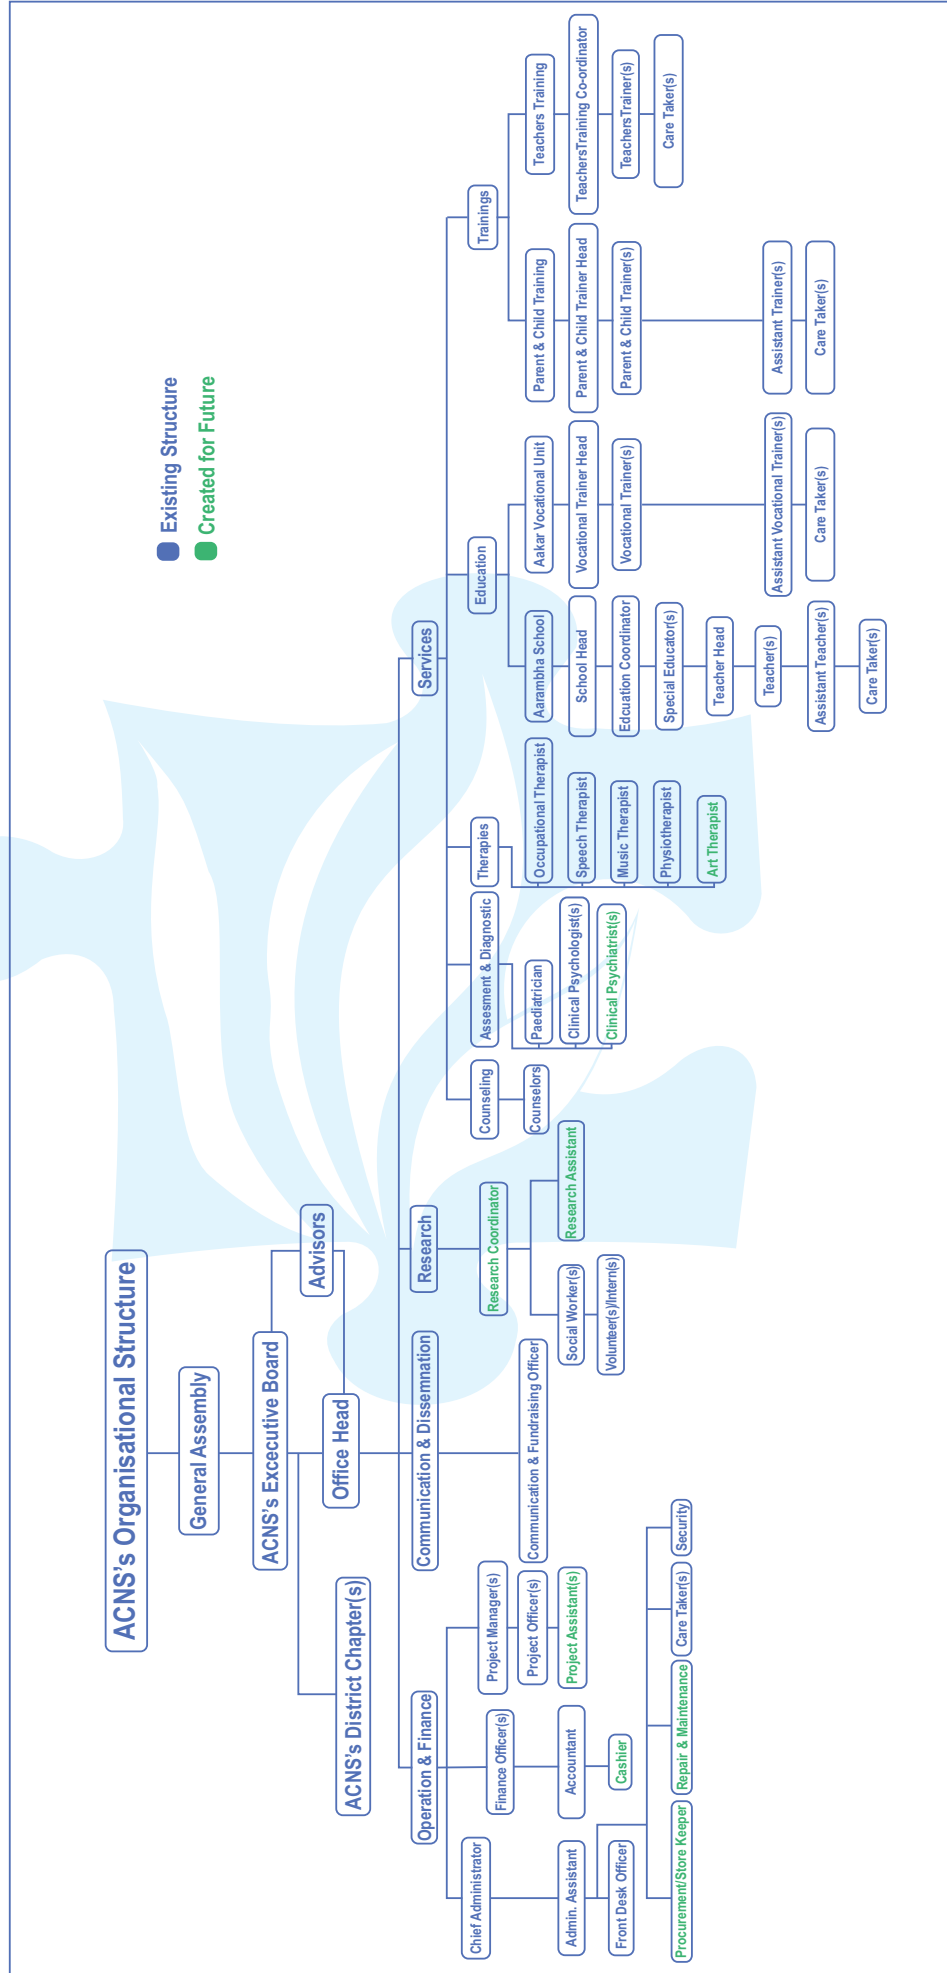 ACNS's Organisational Structure
General Assembly
ACNS's Excecutive Board
Advisors
Office Head
ACNS's District Chapter(s)
Existing Structure
Created for Future
Operation & Finance
Communication & Dissemnation
Research
Services
Chief Administrator
Finance Officer(s)
Project Manager(s)
Project Officer(s)
Project Assistant(s)
Admin. Assistant
Accountant
Front Desk Officer
Cashier
Procurement/Store Keeper
Repair & Maintenance
Care Taker(s)
Security
Communication & Fundraising Officer
Research Coordinator
Social Worker(s)
Research Assistant
Volunteer(s)/Intern(s)
Counseling
Counselors
Assesment & Diagnostic
Paediatrician
Clinical Psychologist(s)
Clinical Psychiatrist(s)
Therapies
Occupational Therapist
Speech Therapist
Music Therapist
Physiotherapist
Art Therapist
Education
Aarambha School
School Head
Edcuation Coordinator
Special Educator(s)
Teacher Head
Teacher(s)
Assistant Teacher(s)
Care Taker(s)
Aakar Vocational Unit
Vocational Trainer Head
Vocational Trainer(s)
Assistant Vocational Trainer(s)
Care Taker(s)
Trainings
Parent & Child Training
Parent & Child Trainer Head
Parent & Child Trainer(s)
Assistant Trainer(s)
Care Taker(s)
Teachers Training
TeachersTraining Co-ordinator
TeachersTrainer(s)
Care Taker(s)